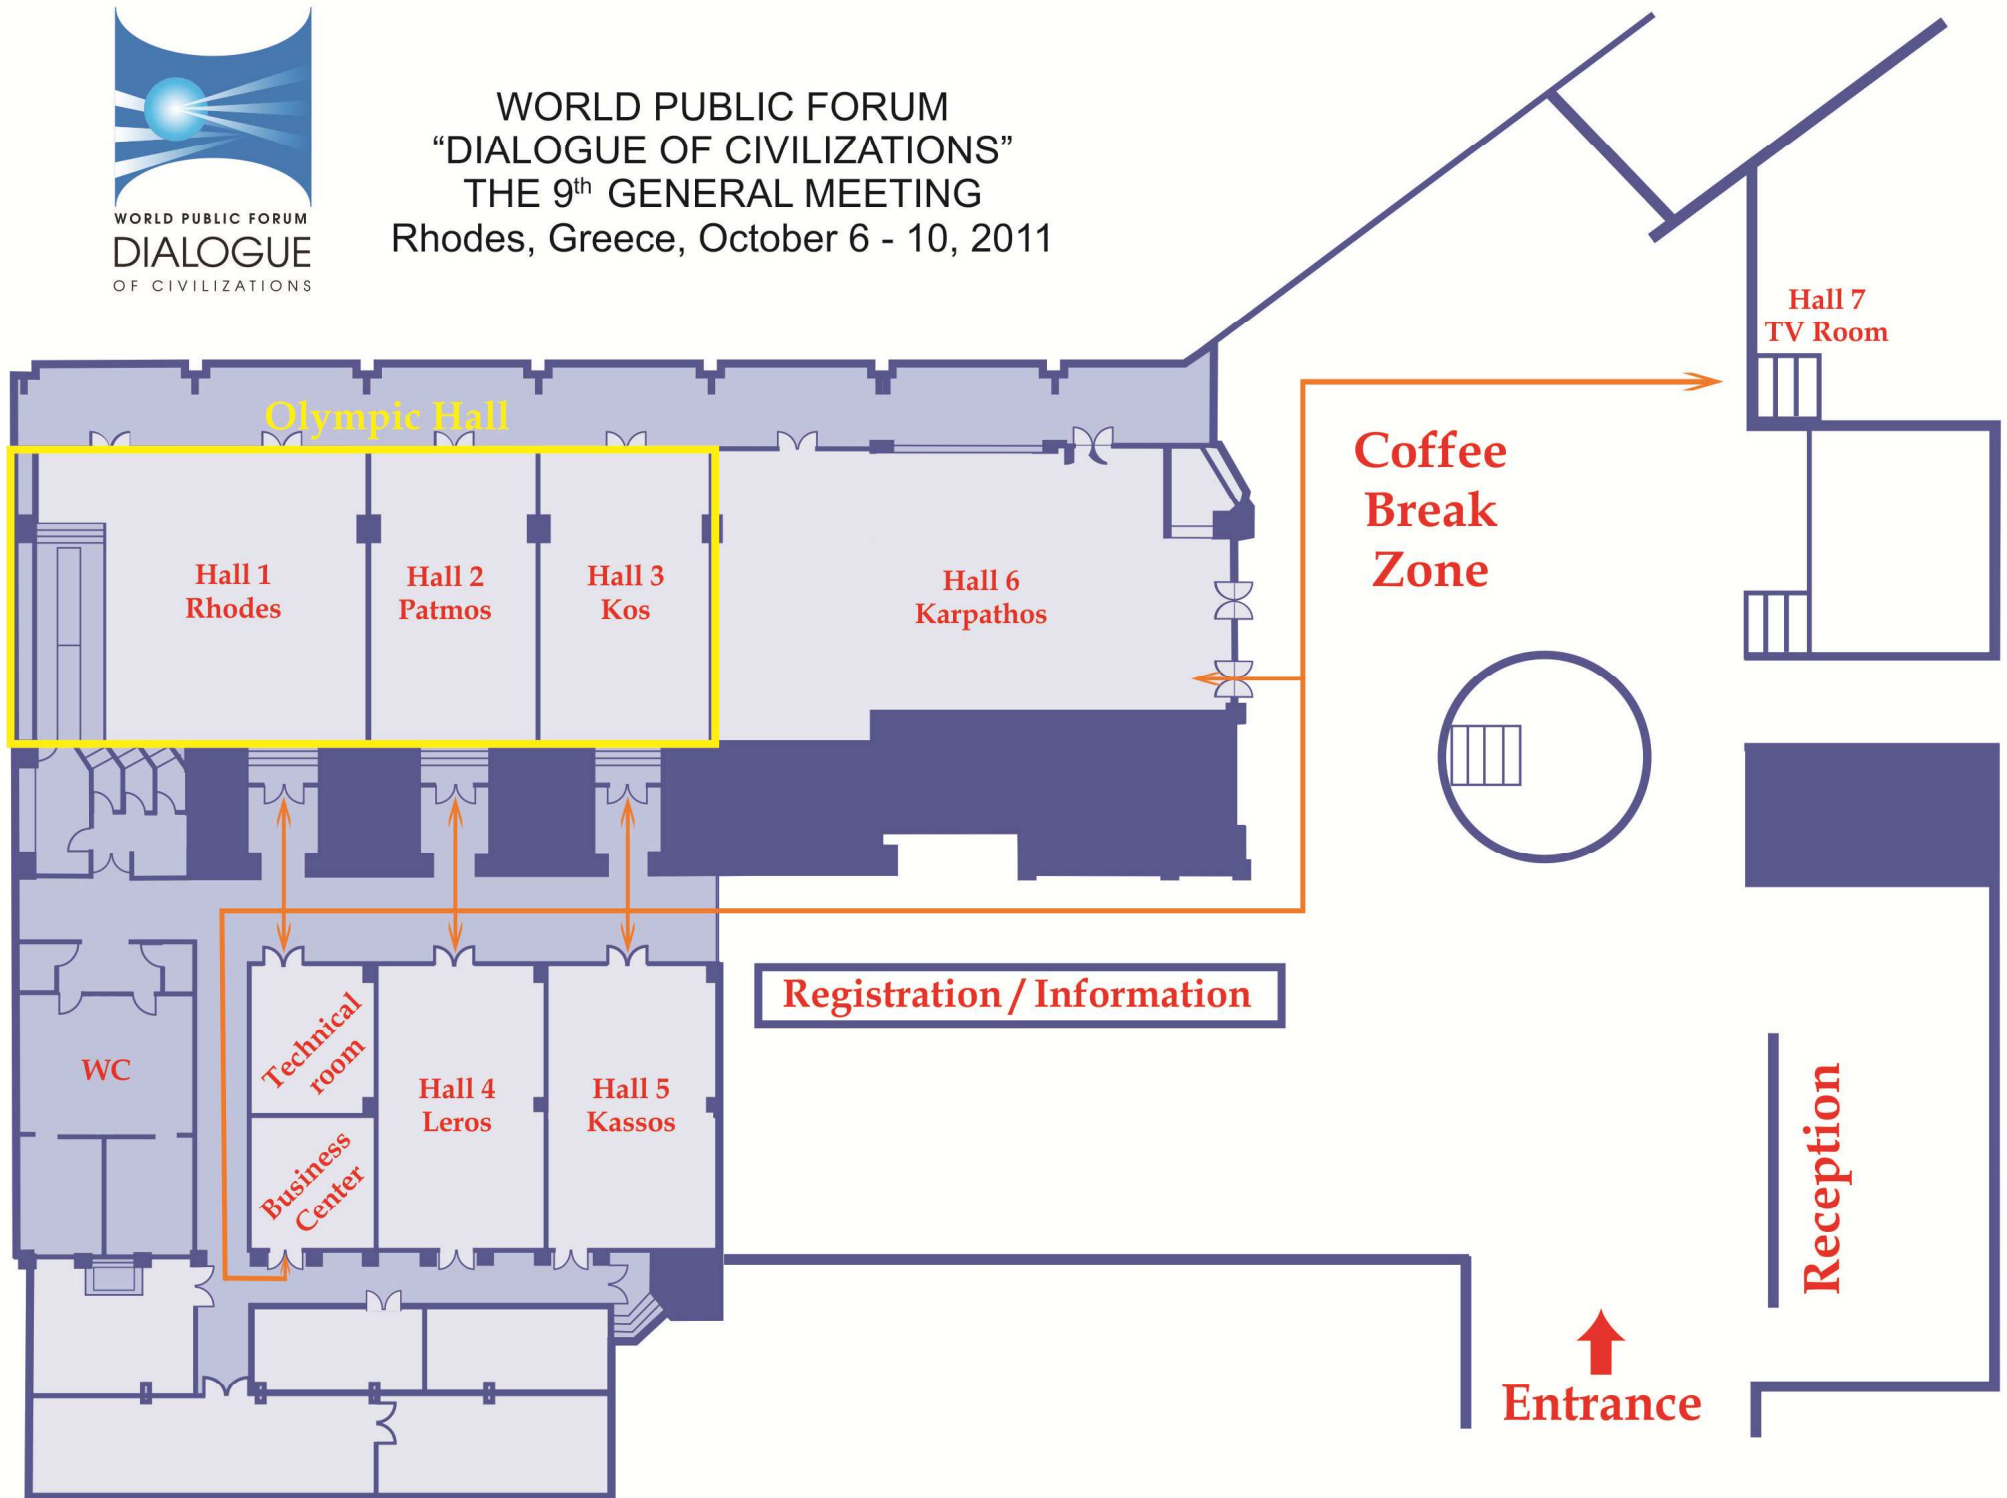 WORLD PUBLIC FORUM
DIALOGUE
OF CIVILIZATIONS
WORLD PUBLIC FORUM
“DIALOGUE OF CIVILIZATIONS”
THE 9th GENERAL MEETING
Rhodes, Greece, October 6 - 10, 2011
Hall 7
TV Room
Olympic Hall
Coffee
Break
Zone
Hall 1
Rhodes
Hall 2
Patmos
Hall 3
Kos
Hall 6
Karpathos
Registration / Information
WC
Technical
room
Business
Center
Hall 4
Leros
Hall 5
Kassos
Reception
Entrance